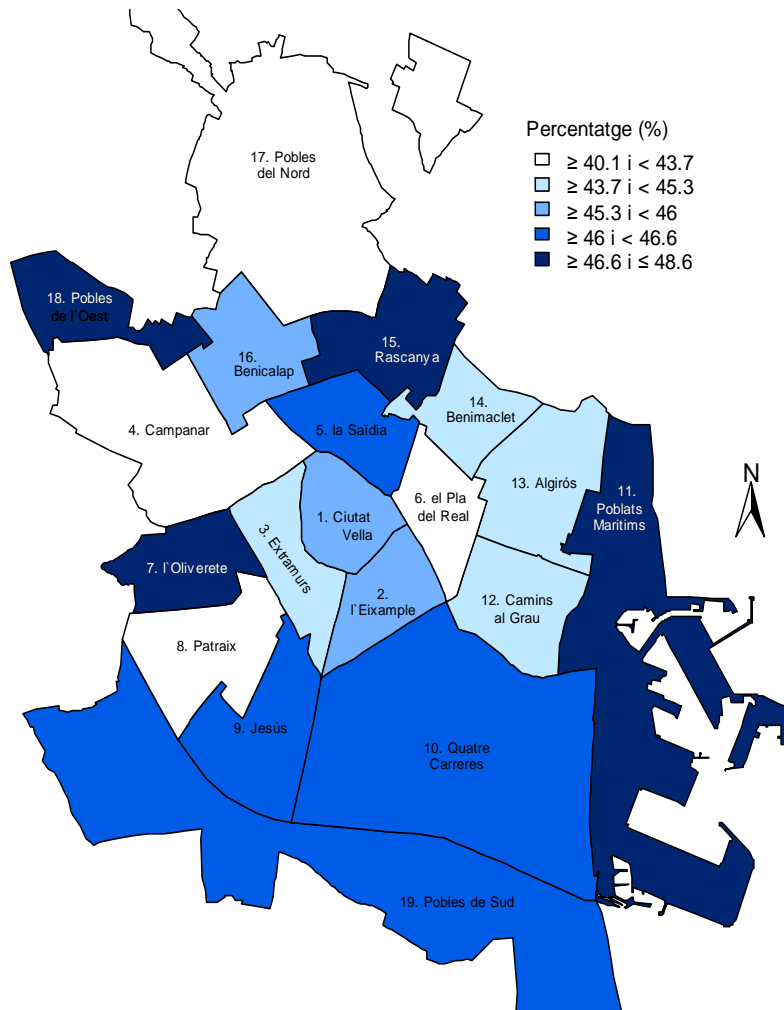 Percentatge (%)
≥ 40.1 i < 43.7
≥ 43.7 i < 45.3
≥ 45.3 i < 46
≥ 46 i < 46.6
≥ 46.6 i ≤ 48.6
17. Pobles
del Nord
18. Pobles
de l`Oest
16.
Benicalap
15.
Rascanya
14.
Benimaclet
4. Campanar
5. la Saïdia
13. Algirós
11.
Poblats
Maritims
N
6. el Pla
del Real
1. Ciutat
Vella
3. Extramurs
7. l`Oliverete
2.
l`Eixample
12. Camins
al Grau
8. Patraix
9. Jesús
10. Quatre
Carreres
19. Pobles de Sud